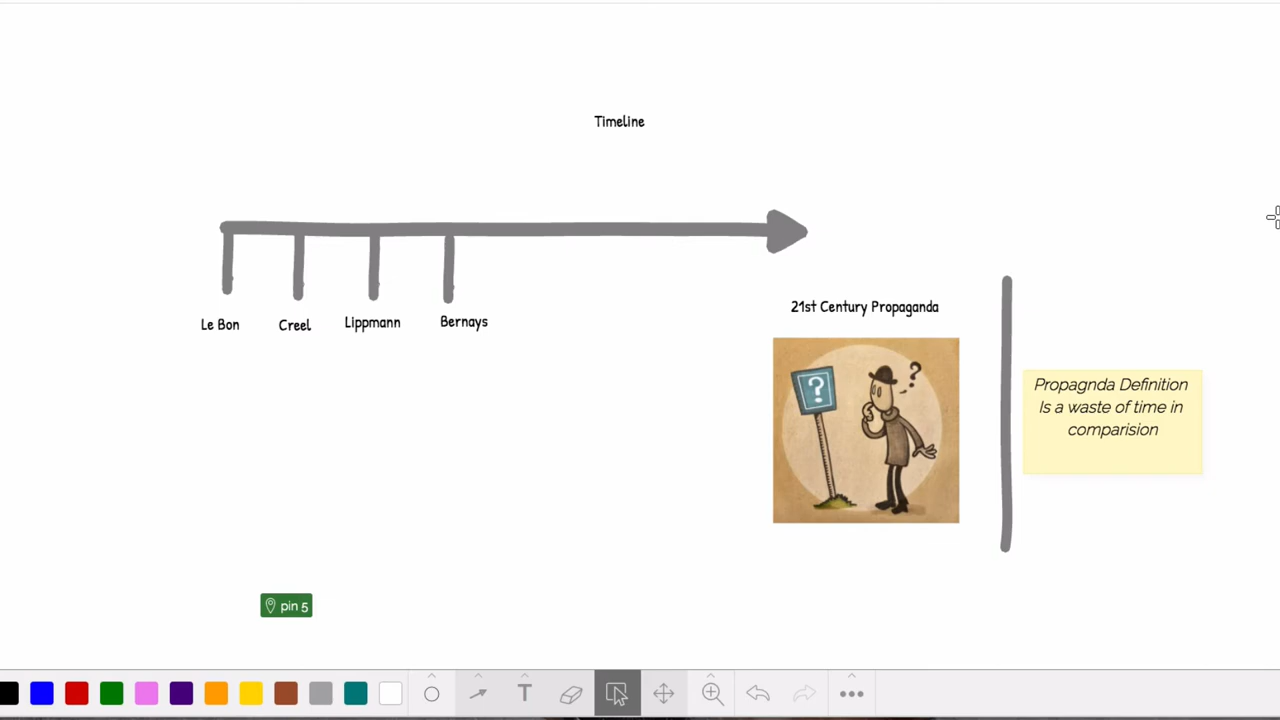 Timeline
Le Bon
Creel
Lippmann
Bernays
21st Century Propaganda
?
?
Propagnda Definition
Is a waste of time in
comparision
pin 5
T